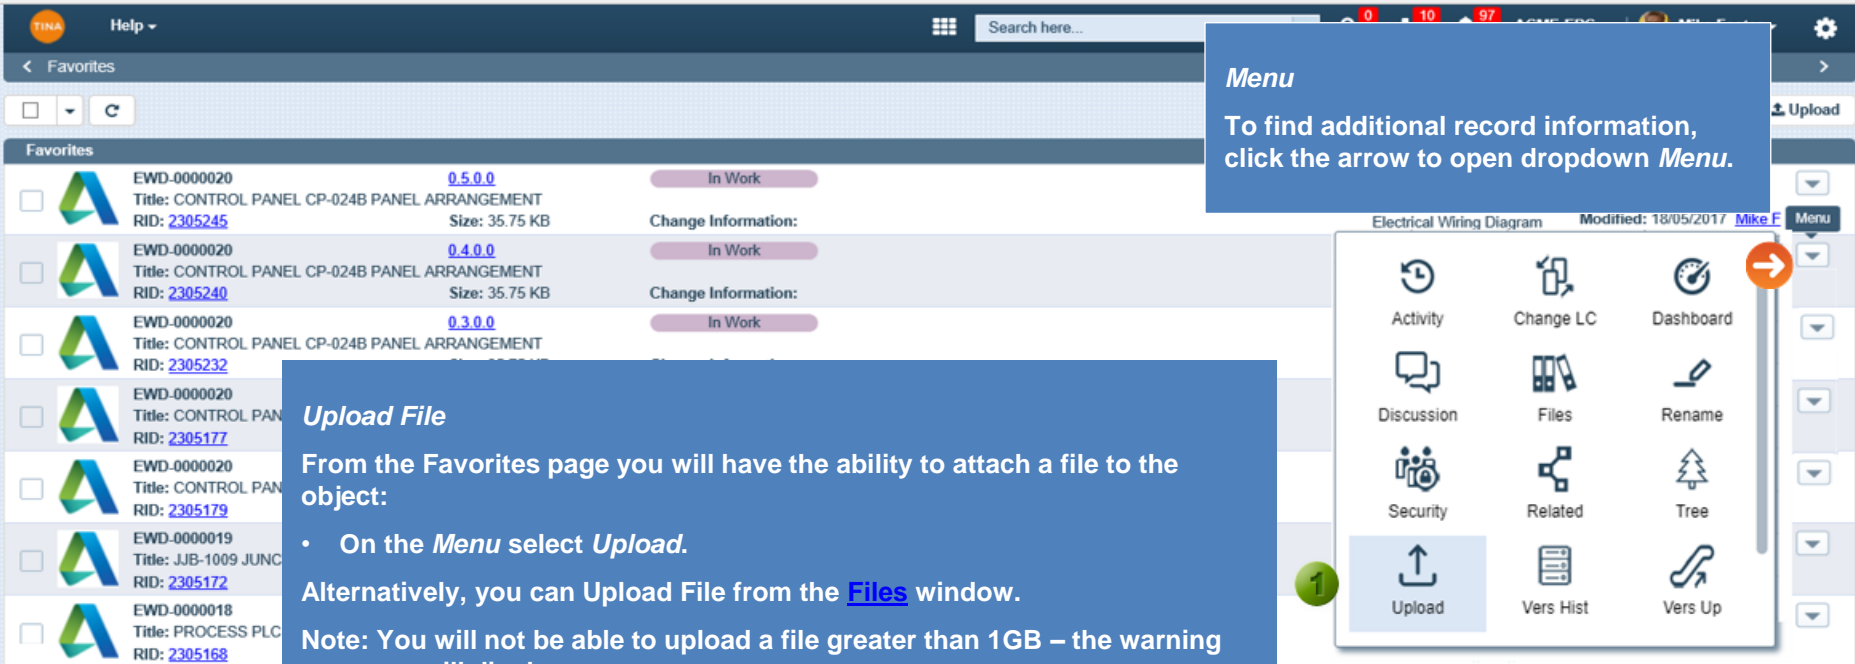 TINA Help
Search here...
0 10 97
Favorites
Upload
Favorites
Menu
To find additional record information,
click the arrow to open dropdown Menu.
EWD-0000020 0.5.0.0 In Work
Title: CONTROL PANEL CP-024B PANEL ARRANGEMENT
RID: 2305245 Size: 35.75 KB Change Information: Electrical Wiring Diagram Modified: 18/05/2017 Mike F Menu
EWD-0000020 0.4.0.0 In Work
Title: CONTROL PANEL CP-024B PANEL ARRANGEMENT
RID: 2305240 Size: 35.75 KB Change Information:
EWD-0000020 0.3.0.0 In Work
Title: CONTROL PANEL CP-024B PANEL ARRANGEMENT
RID: 2305232
EWD-0000020
Title: CONTROL PAN
RID: 2305177
EWD-0000020
Title: CONTROL PAN
RID: 2305179
EWD-0000019
Title: JJB-1009 JUNC
RID: 2305172
EWD-0000018
Title: PROCESS PLC
RID: 2305168
Upload File
From the Favorites page you will have the ability to attach a file to the
object:
• On the Menu select Upload.
Alternatively, you can Upload File from the Files window.
Note: You will not be able to upload a file greater than 1GB – the warning
Activity Change LC Dashboard
Discussion Files Rename
Security Related Tree
1
Upload Vers Hist Vers Up